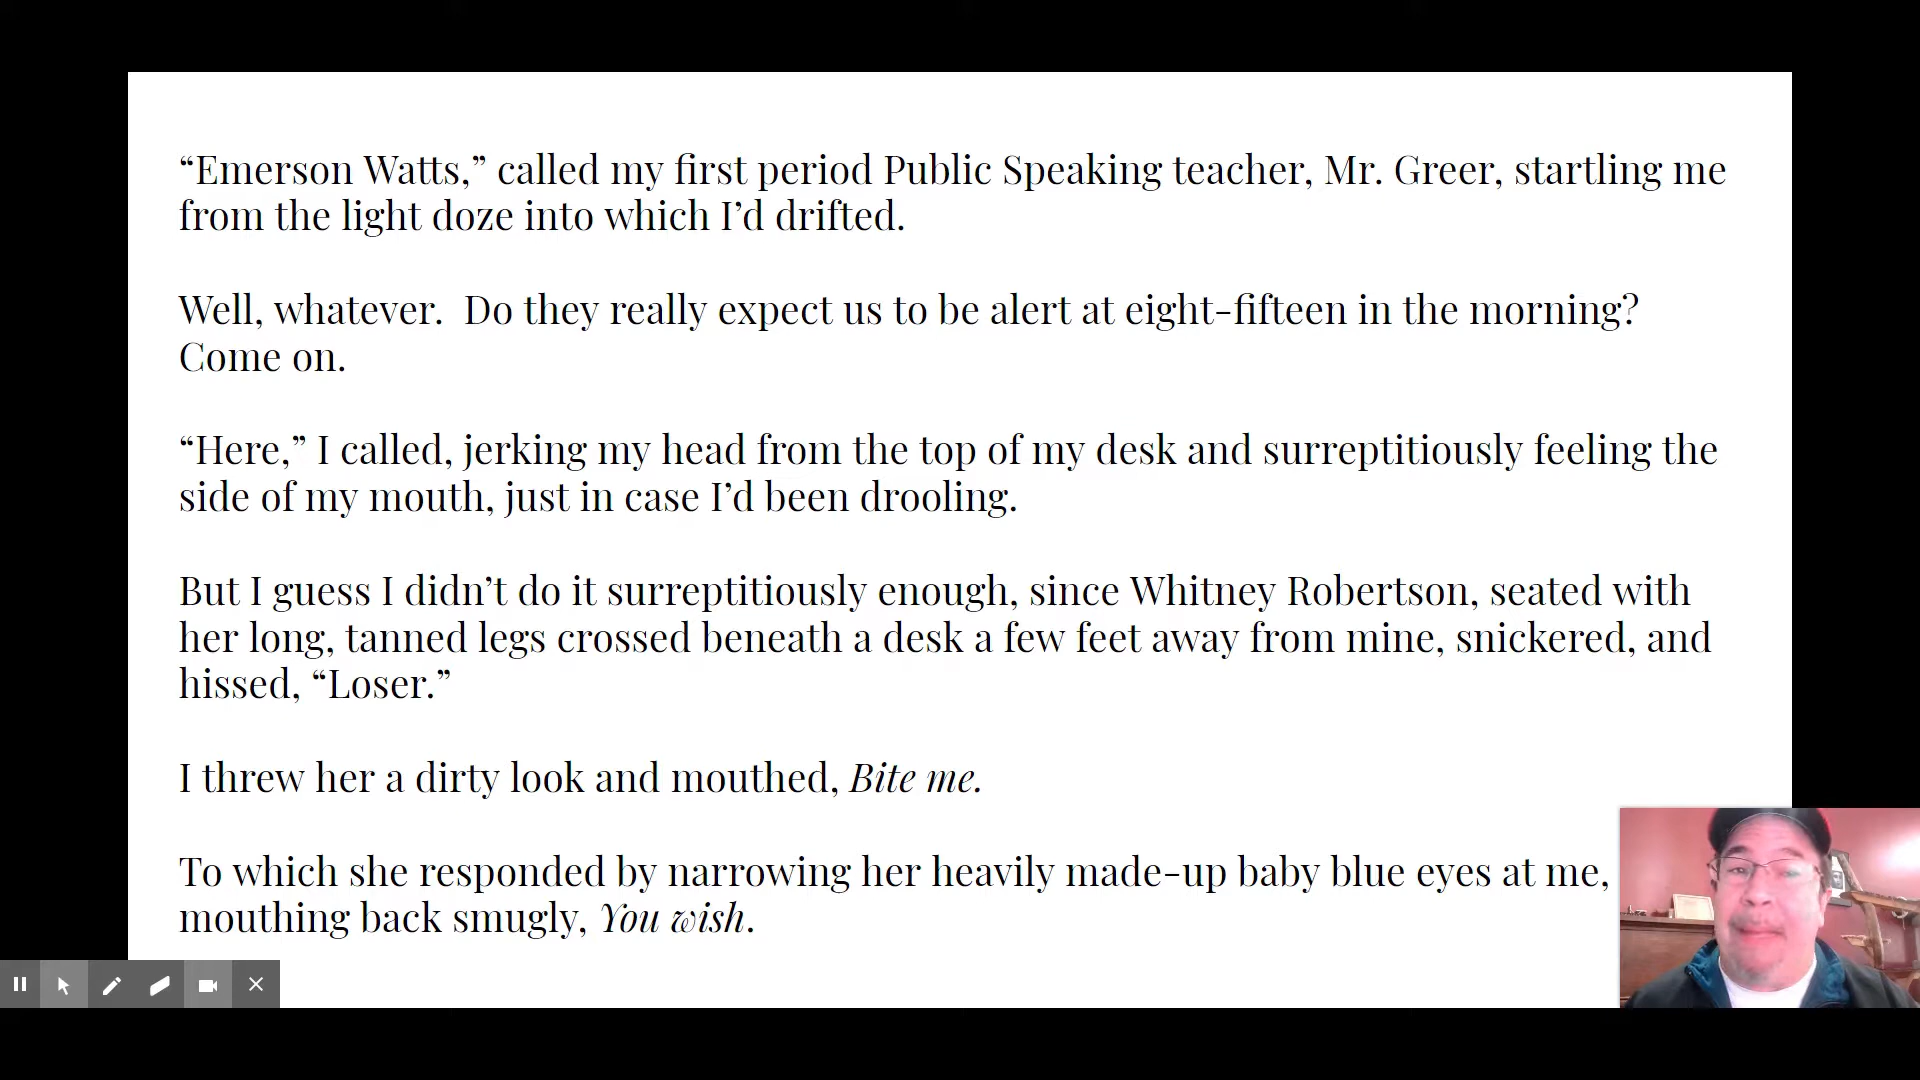 “Emerson Watts,” called my first period Public Speaking teacher, Mr. Greer, startling me
from the light doze into which I’d drifted.
Well, whatever.  Do they really expect us to be alert at eight-fifteen in the morning?
Come on.
“Here,” I called, jerking my head from the top of my desk and surreptitiously feeling the
side of my mouth, just in case I’d been drooling.
But I guess I didn’t do it surreptitiously enough, since Whitney Robertson, seated with
her long, tanned legs crossed beneath a desk a few feet away from mine, snickered, and
hissed, “Loser.”
I threw her a dirty look and mouthed, Bite me.
To which she responded by narrowing her heavily made-up baby blue eyes at me,
mouthing back smugly, You wish.